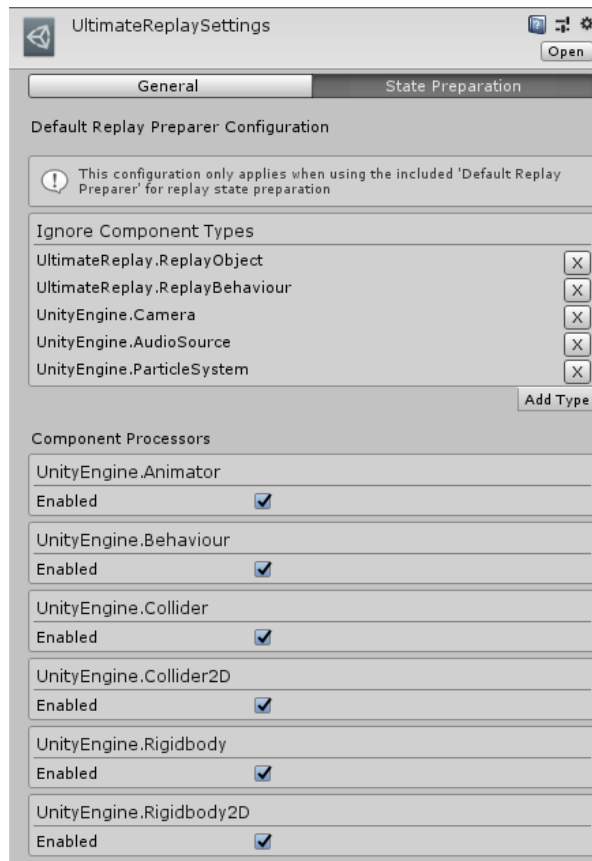 UltimateReplaySettings
Open
General
State Preparation
Default Replay Preparer Configuration
This configuration only applies when using the included 'Default Replay
Preparer' for replay state preparation
Ignore Component Types
UltimateReplay.ReplayObject
X
UltimateReplay.ReplayBehaviour
X
UnityEngine.Camera
X
UnityEngine.AudioSource
X
UnityEngine.ParticleSystem
X
Add Type
Component Processors
UnityEngine.Animator
Enabled
UnityEngine.Behaviour
Enabled
UnityEngine.Collider
Enabled
UnityEngine.Collider2D
Enabled
UnityEngine.Rigidbody
Enabled
UnityEngine.Rigidbody2D
Enabled